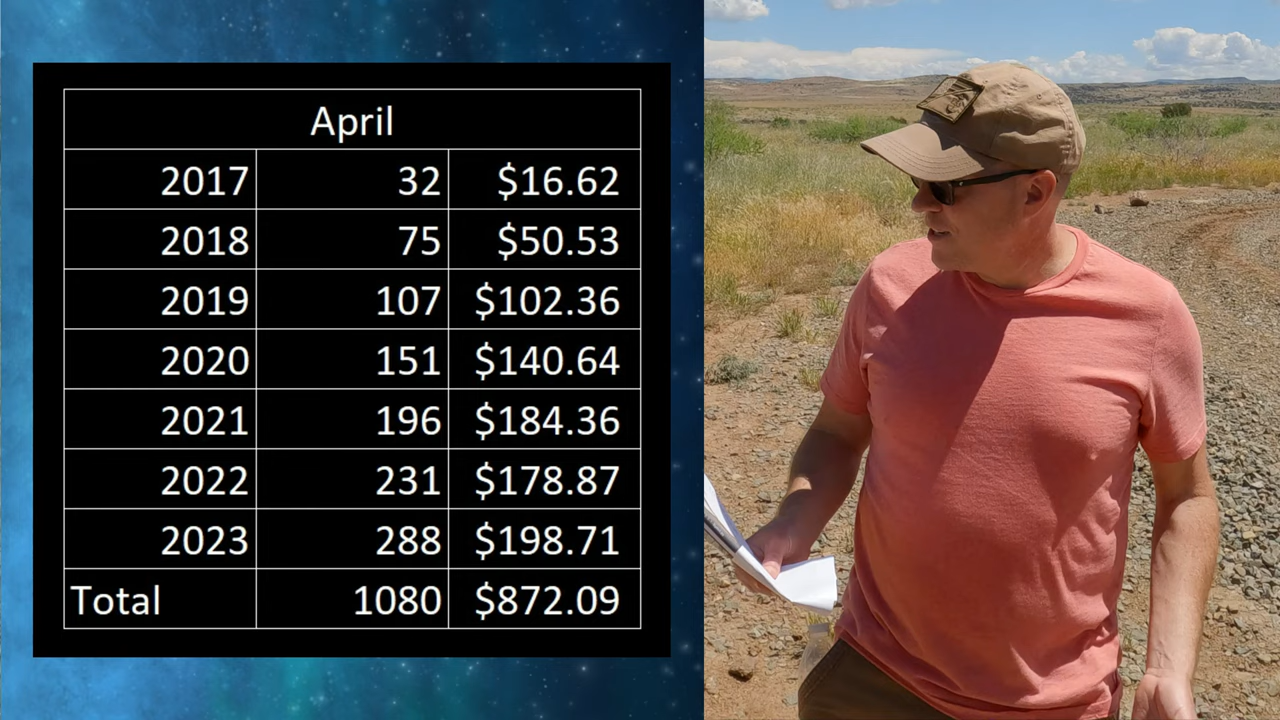 April
2017 32 $16.62
2018 75 $50.53
2019 107 $102.36
2020 151 $140.64
2021 196 $184.36
2022 231 $178.87
2023 288 $198.71
Total 1080 $872.09